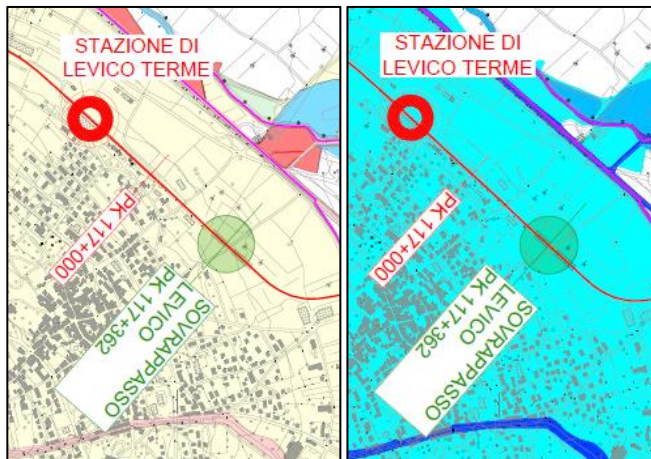 STAZIONE DI
LEVICO TERME
PK 117+000
SOVRAPPASSO
LEVICO
PK 117+362
STAZIONE DI
LEVICO TERME
PK 117+000
SOVRAPPASSO
LEVICO
PK 117+362